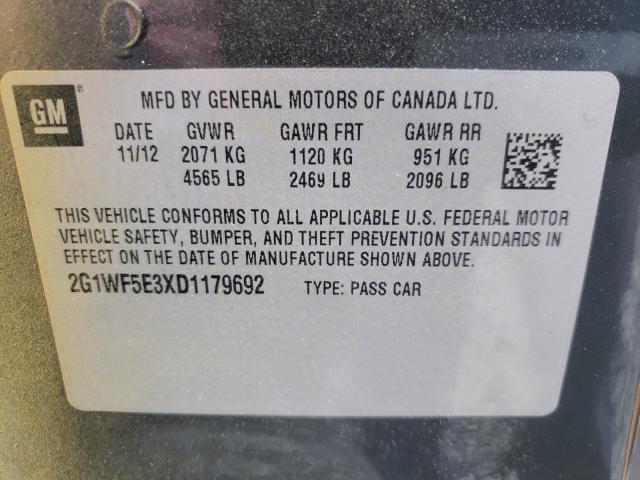 GM
®
MFD BY GENERAL MOTORS OF CANADA LTD.
DATE GVWR GAWR FRT GAWR RR
11/12 2071 KG 1120 KG 951 KG
4565 LB 2469 LB 2096 LB
THIS VEHICLE CONFORMS TO ALL APPLICABLE U.S. FEDERAL MOTOR
VEHICLE SAFETY, BUMPER, AND THEFT PREVENTION STANDARDS IN
EFFECT ON THE DATE OF MANUFACTURE SHOWN ABOVE.
2G1WF5E3XD1179692 TYPE: PASS CAR